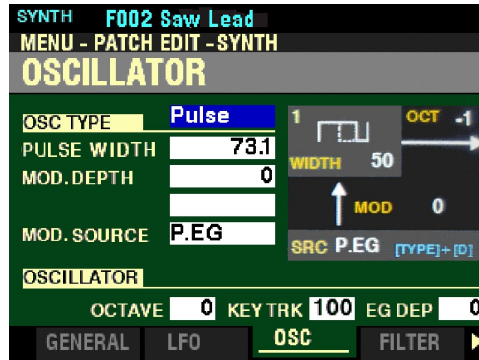 SYNTH F002 Saw Lead
MENU - PATCH EDIT - SYNTH
OSCILLATOR
OSC TYPE Pulse
PULSE WIDTH 73.1
MOD. DEPTH 0
MOD. SOURCE P.EG
1 OCT -1
WIDTH 50
MOD 0
SRC P.EG [TYPE]+[D]
OSCILLATOR
OCTAVE 0 KEY TRK 100 EG DEP 0
GENERAL LFO OSC FILTER